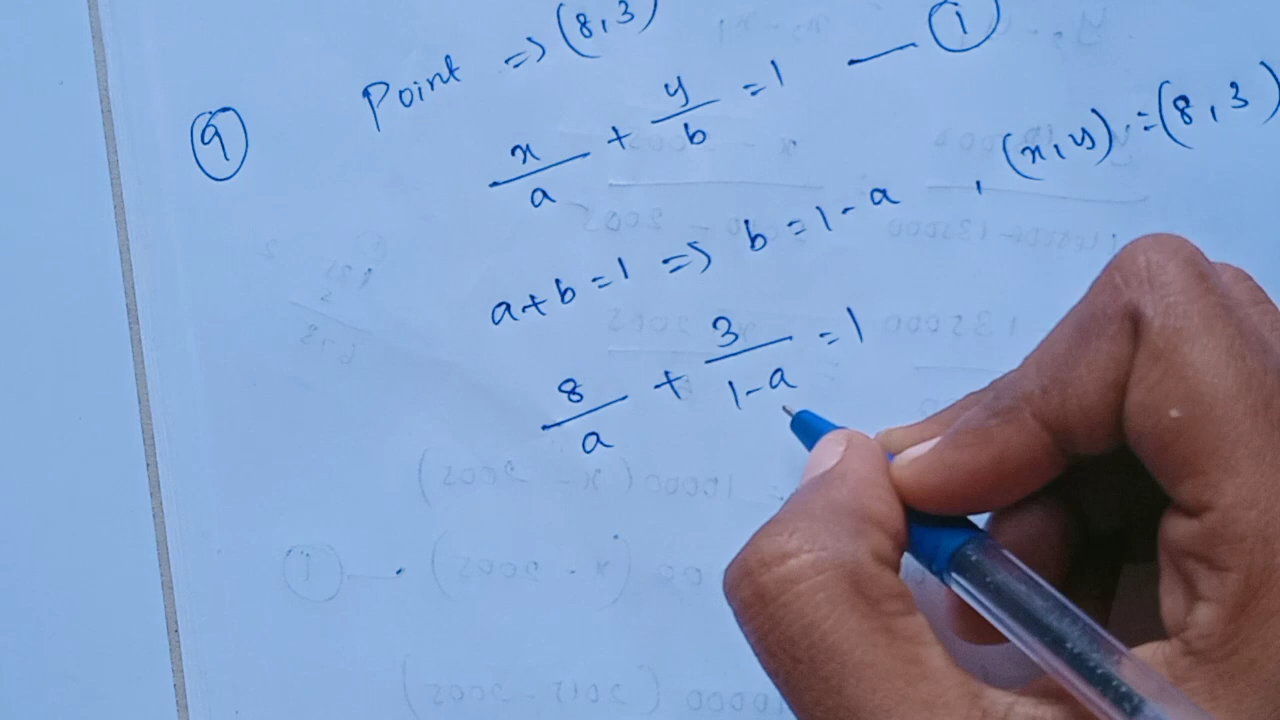 9 Point => (8,3)
x/a + y/b = 1 — 1
a+b=1 => b=1-a , (x,y) = (8,3)
8/a + 3/1-a = 1